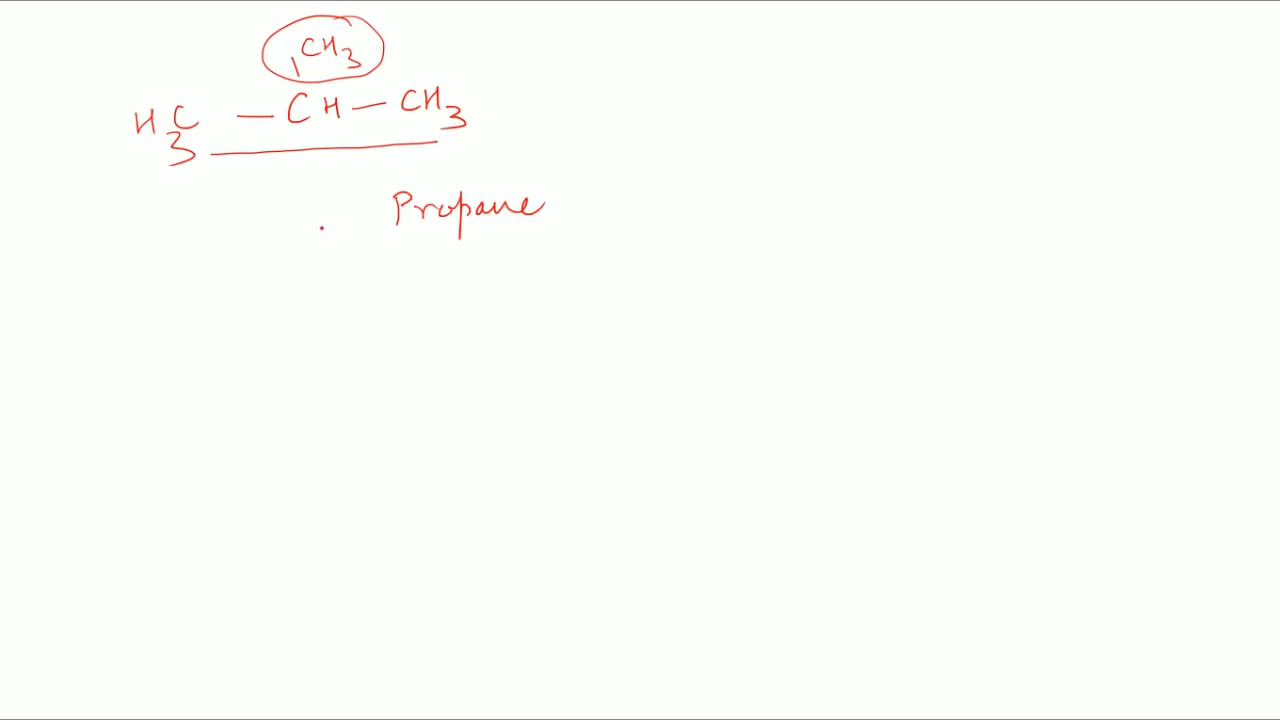 CH3
H3C — CH — CH3
Propane